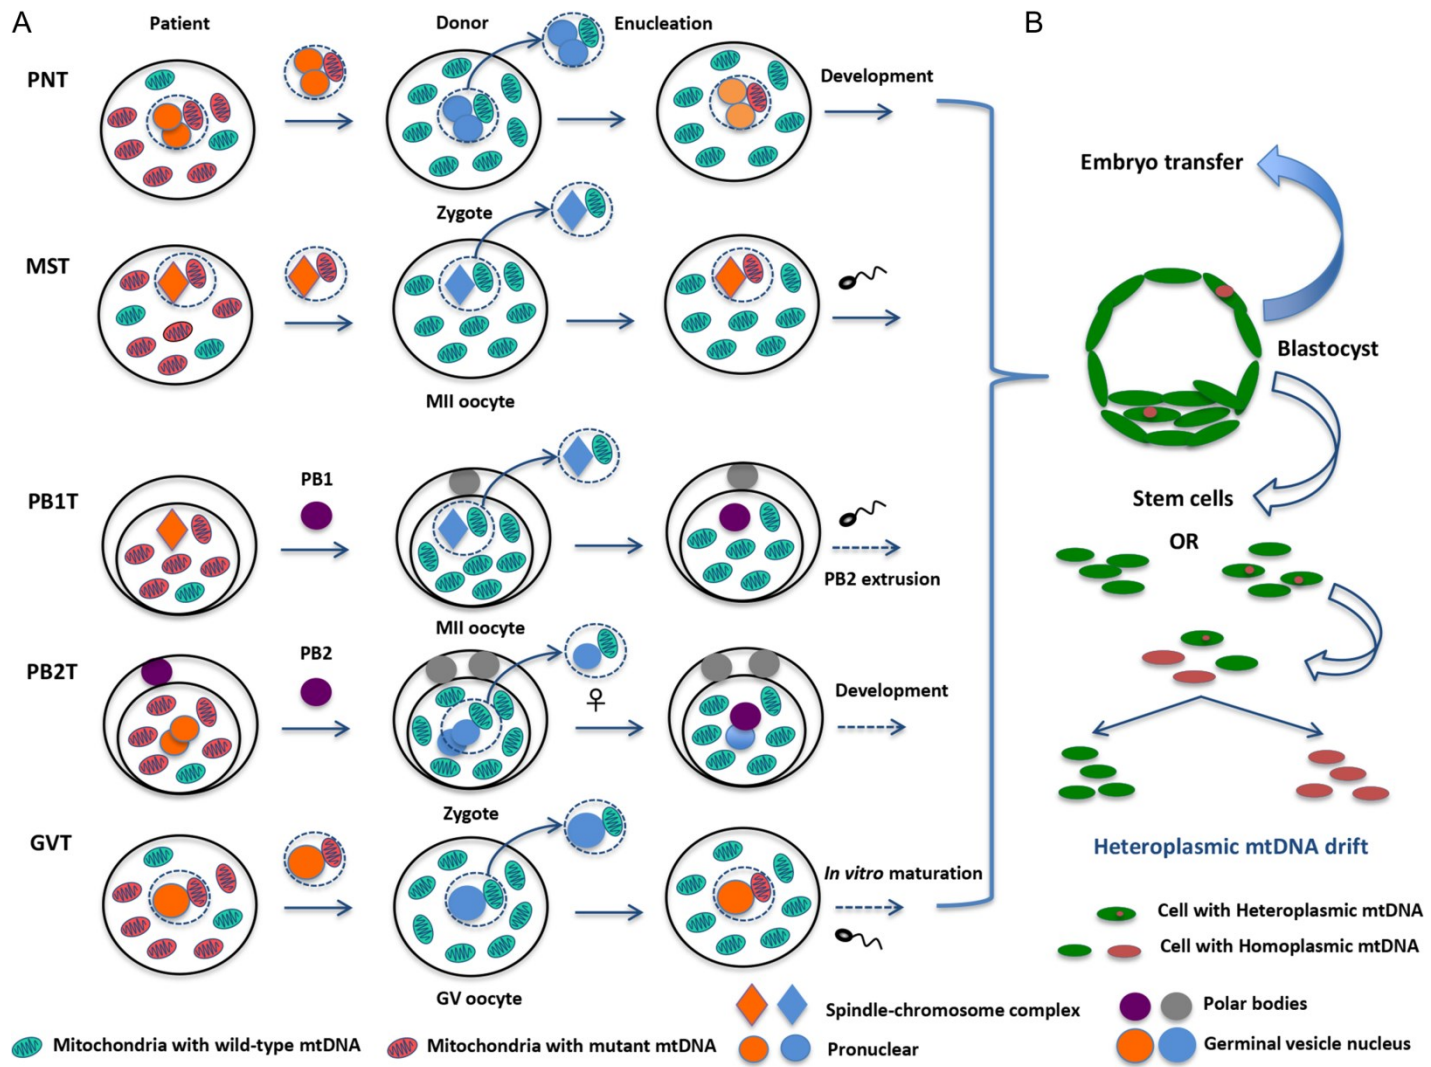 A
Patient
Donor
Enucleation
PNT
Development
Zygote
MST
MII oocyte
PB1T
PB1
PB2 extrusion
MII oocyte
PB2T
PB2
♀
Development
Zygote
GVT
In vitro maturation
GV oocyte
B
Embryo transfer
Blastocyst
Stem cells
OR
Heteroplasmic mtDNA drift
Cell with Heteroplasmic mtDNA
Cell with Homoplasmic mtDNA
Spindle-chromosome complex
Polar bodies
Mitochondria with wild-type mtDNA
Mitochondria with mutant mtDNA
Pronuclear
Germinal vesicle nucleus